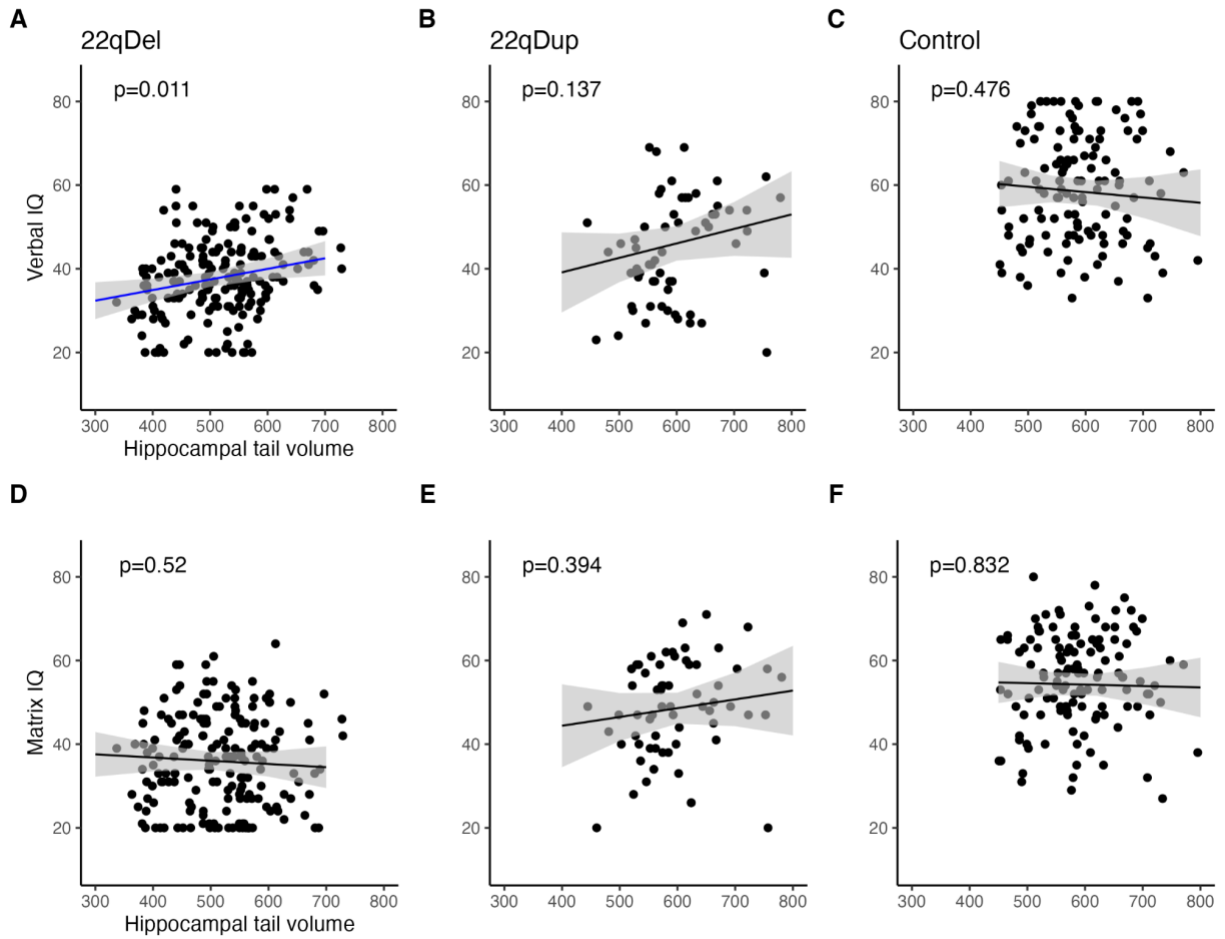 A
B
C
22qDel
22qDup
Control
p=0.011
p=0.137
p=0.476
Verbal IQ
80
60
40
20
80
60
40
20
80
60
40
20
300 400 500 600 700 800
300 400 500 600 700 800
300 400 500 600 700 800
Hippocampal tail volume
D
E
F
p=0.52
p=0.394
p=0.832
Matrix IQ
80
60
40
20
80
60
40
20
80
60
40
20
300 400 500 600 700 800
300 400 500 600 700 800
300 400 500 600 700 800
Hippocampal tail volume